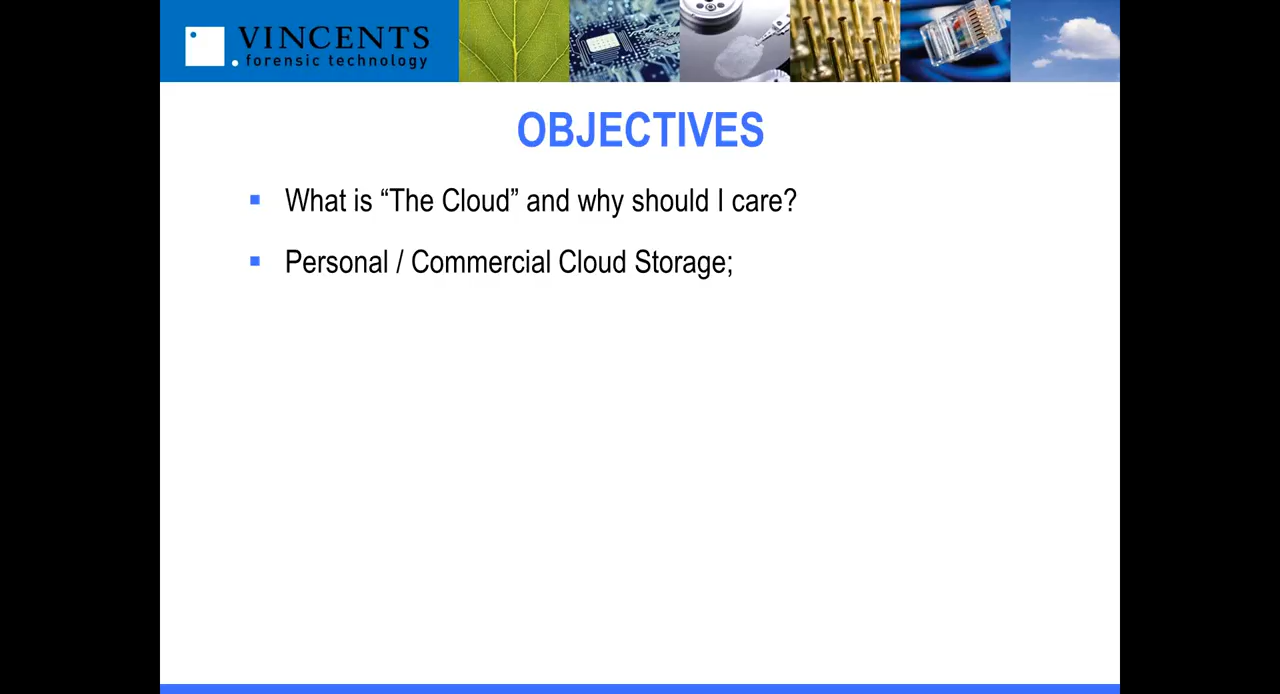 VINCENTS
forensic technology
OBJECTIVES
What is “The Cloud” and why should I care?
Personal / Commercial Cloud Storage;